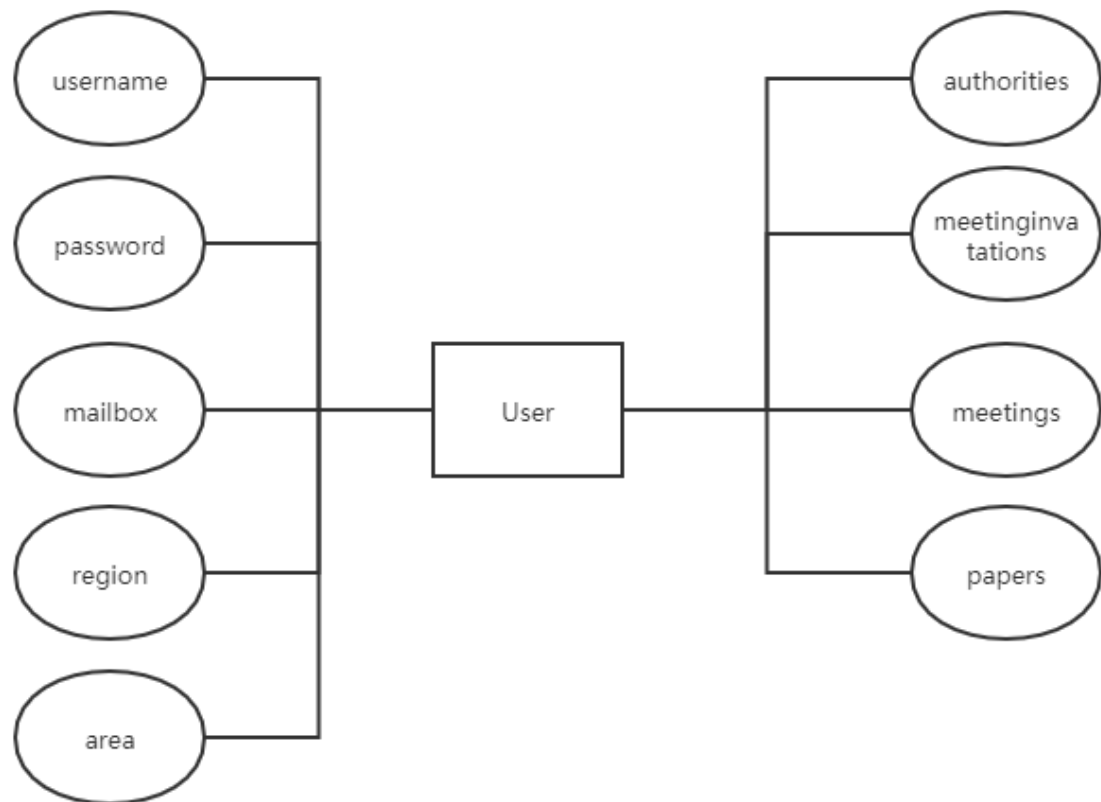 username
password
mailbox
region
area
User
authorities
meetinginva
tations
meetings
papers